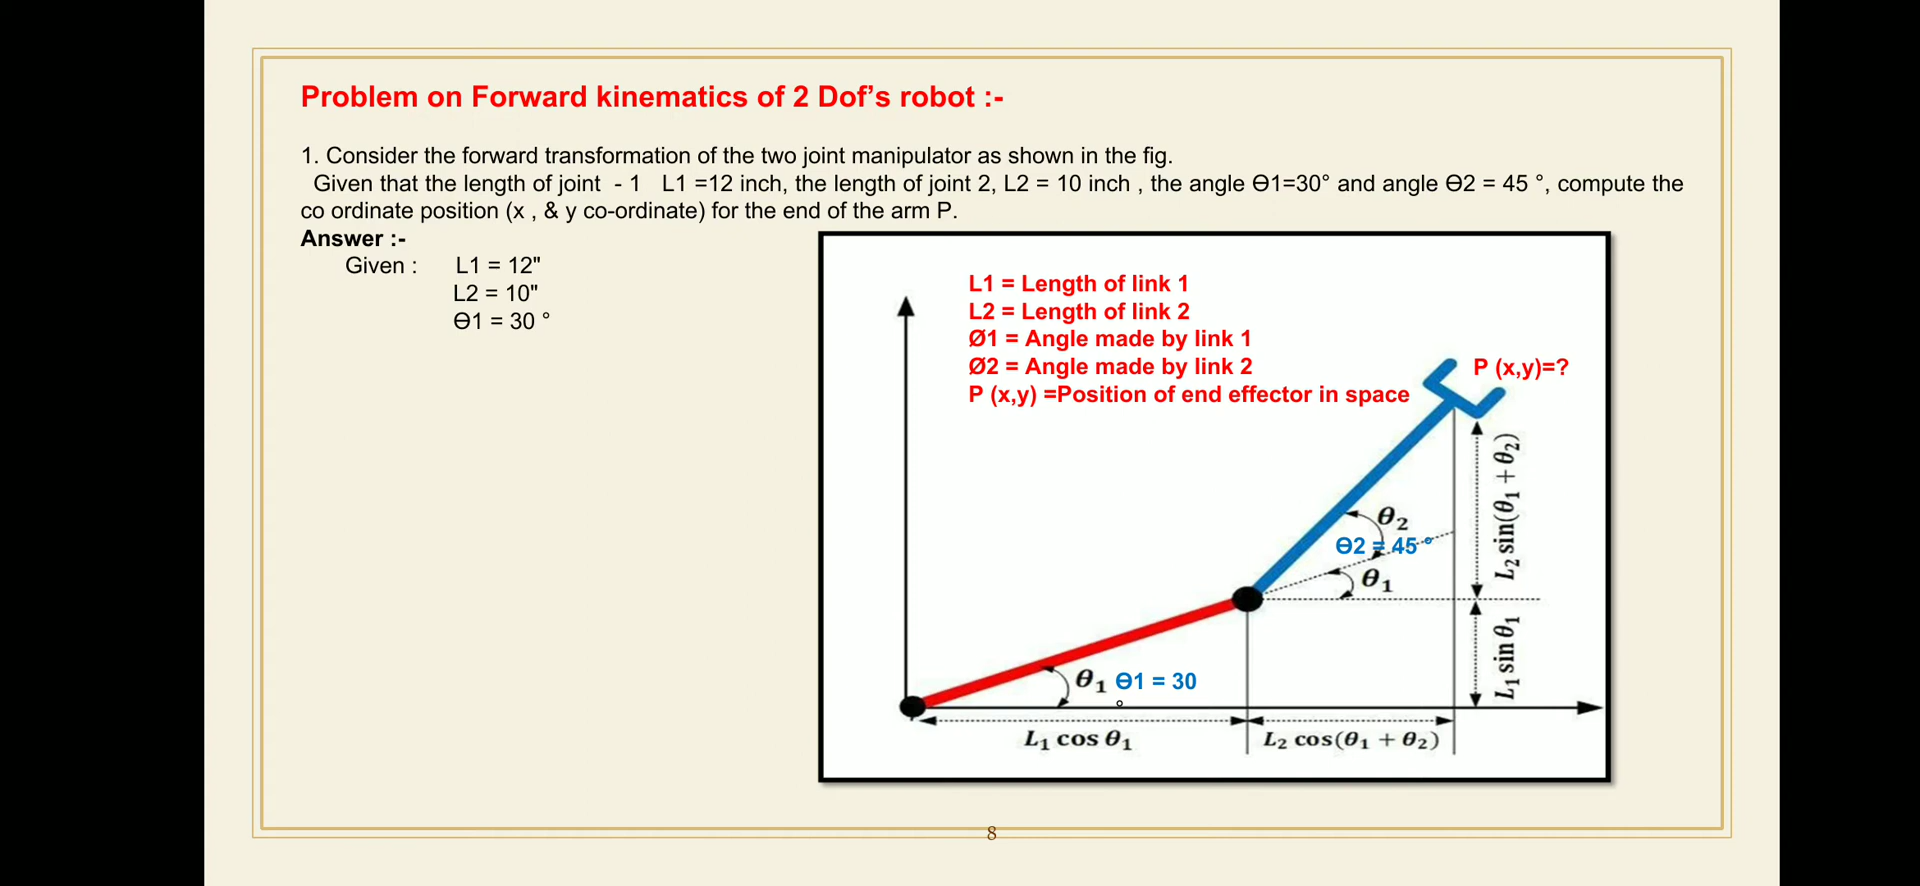 Problem on Forward kinematics of 2 Dof’s robot :-
1. Consider the forward transformation of the two joint manipulator as shown in the fig.
Given that the length of joint - 1 L1 =12 inch, the length of joint 2, L2 = 10 inch , the angle Ɵ1=30° and angle Ɵ2 = 45 °, compute the
co ordinate position (x , & y co-ordinate) for the end of the arm P.
Answer :-
Given : L1 = 12"
L2 = 10"
Ɵ1 = 30 °
L1 = Length of link 1
L2 = Length of link 2
Ø1 = Angle made by link 1
Ø2 = Angle made by link 2
P (x,y) =Position of end effector in space
P (x,y)=?
θ₂
Ɵ2 = 45 °
θ₁
L₂ sin(θ₁ + θ₂)
L₁ sin θ₁
θ₁ Ɵ1 = 30
°
L₁ cos θ₁
L₂ cos(θ₁ + θ₂)
8